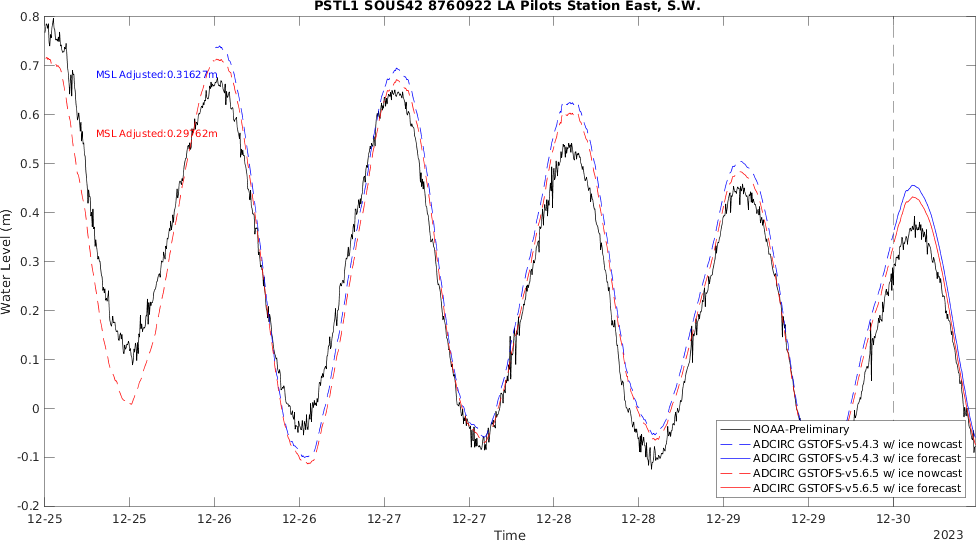 PSTL1 SOUS42 8760922 LA Pilots Station East, S.W.
0.8
0.7
0.6
0.5
0.4
0.3
0.2
0.1
0
-0.1
-0.2
Water Level (m)
MSL Adjusted:0.31627m
MSL Adjusted:0.29762m
NOAA-Preliminary
ADCIRC GSTOFS-v5.4.3 w/ ice nowcast
ADCIRC GSTOFS-v5.4.3 w/ ice forecast
ADCIRC GSTOFS-v5.6.5 w/ ice nowcast
ADCIRC GSTOFS-v5.6.5 w/ ice forecast
12-25 12-25 12-26 12-26 12-27 12-27 12-28 12-28 12-29 12-29 12-30
Time
2023